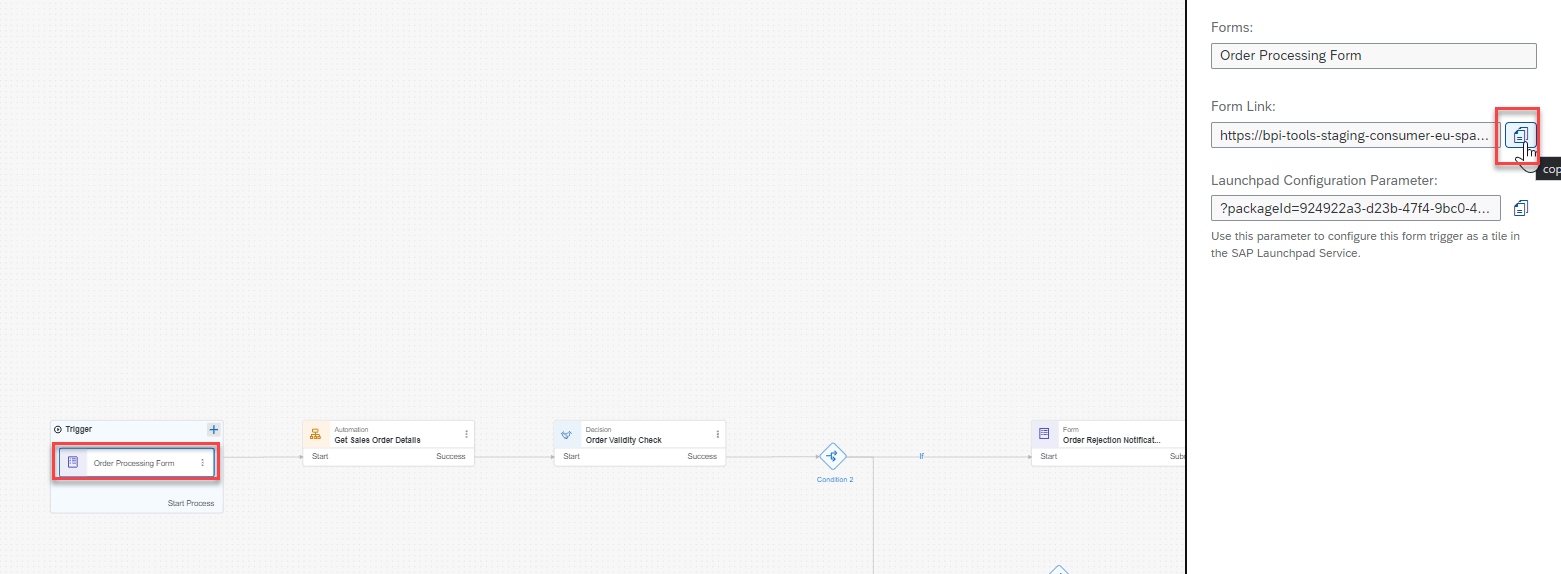 Forms:
Order Processing Form
Form Link:
https://bpi-tools-staging-consumer-eu-spa...
cop
Launchpad Configuration Parameter:
?packageId=924922a3-d23b-47f4-9bc0-4...
Use this parameter to configure this form trigger as a tile in
the SAP Launchpad Service.
Trigger
Order Processing Form
Start Process
Automation
Get Sales Order Details
Start Success
Decision
Order Validity Check
Start Success
Condition 2
If
Form
Order Rejection Notificat...
Start Sub